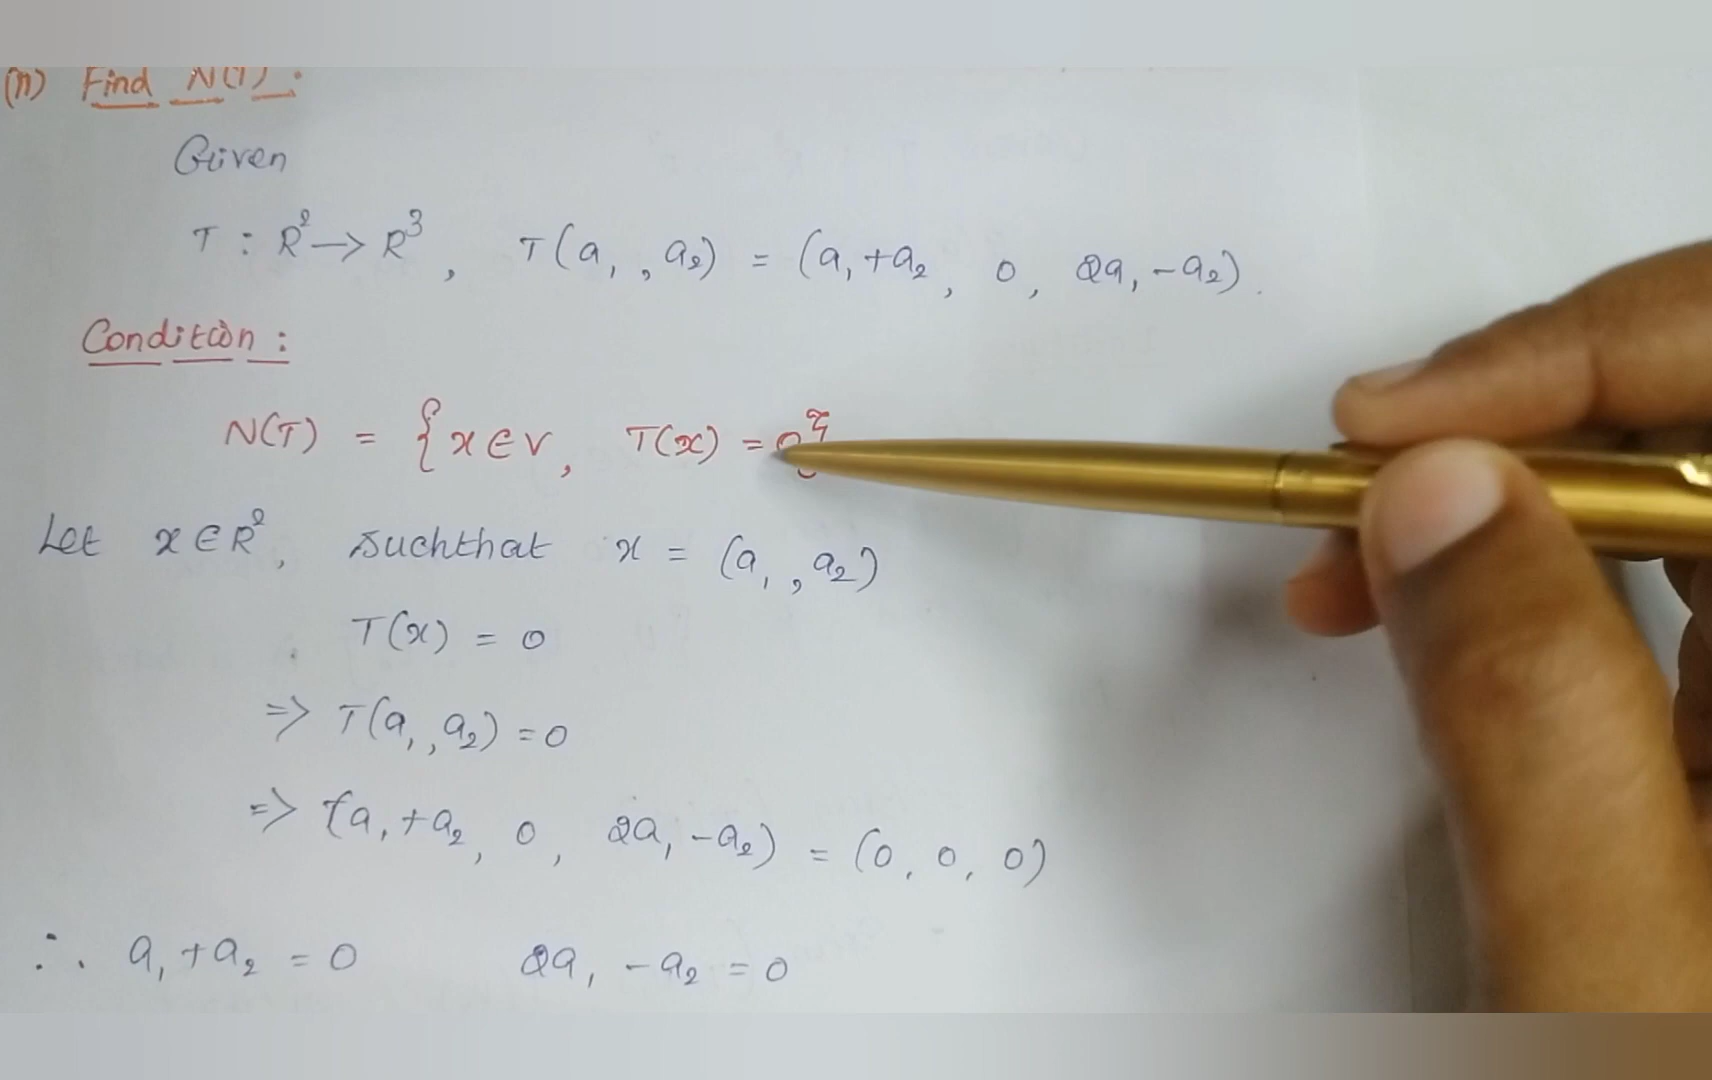 (ii) Find N(T) :
Given
T : R² → R³, T(a₁, a₂) = (a₁+a₂, 0, 2a₁-a₂).
Condition :
N(T) = {x∈V, T(x) = 0}
Let x∈R², suchthat x = (a₁, a₂)
T(x) = 0
=> T(a₁, a₂) = 0
=> (a₁+a₂, 0, 2a₁-a₂) = (0, 0, 0)
∴ a₁+a₂ = 0 2a₁-a₂ = 0